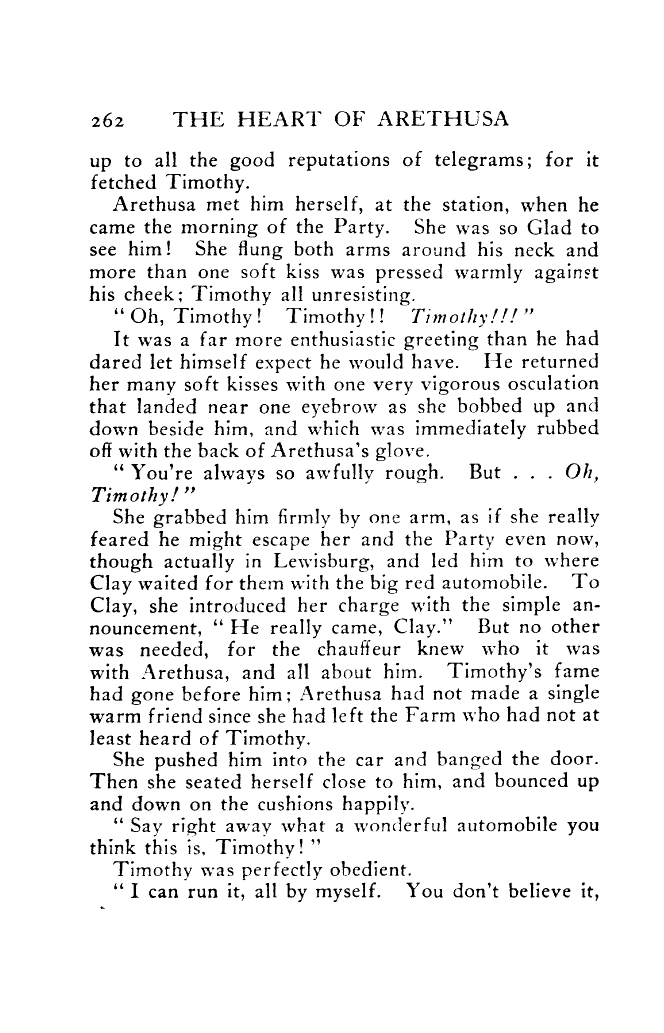 262 THE HEART OF ARETHUSA
up to all the good reputations of telegrams; for it
fetched Timothy.
Arethusa met him herself, at the station, when he
came the morning of the Party. She was so Glad to
see him! She flung both arms around his neck and
more than one soft kiss was pressed warmly against
his cheek; Timothy all unresisting.
“Oh, Timothy! Timothy!! Timothy!!!”
It was a far more enthusiastic greeting than he had
dared let himself expect he would have. He returned
her many soft kisses with one very vigorous osculation
that landed near one eyebrow as she bobbed up and
down beside him, and which was immediately rubbed
off with the back of Arethusa's glove.
“You're always so awfully rough. But . . . Oh,
Timothy!”
She grabbed him firmly by one arm, as if she really
feared he might escape her and the Party even now,
though actually in Lewisburg, and led him to where
Clay waited for them with the big red automobile. To
Clay, she introduced her charge with the simple an-
nouncement, “He really came, Clay.” But no other
was needed, for the chauffeur knew who it was
with Arethusa, and all about him. Timothy's fame
had gone before him; Arethusa had not made a single
warm friend since she had left the Farm who had not at
least heard of Timothy.
She pushed him into the car and banged the door.
Then she seated herself close to him, and bounced up
and down on the cushions happily.
“Say right away what a wonderful automobile you
think this is, Timothy!”
Timothy was perfectly obedient.
“I can run it, all by myself. You don't believe it,